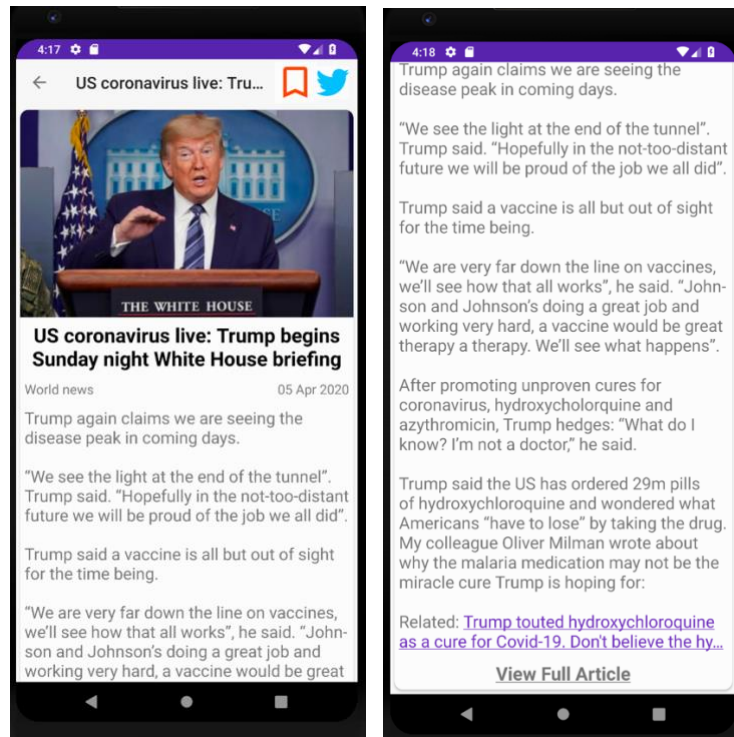 4:17
US coronavirus live: Tru...
THE WHITE HOUSE
US coronavirus live: Trump begins
Sunday night White House briefing
World news 05 Apr 2020
Trump again claims we are seeing the
disease peak in coming days.
“We see the light at the end of the tunnel”.
Trump said. “Hopefully in the not-too-distant
future we will be proud of the job we all did”.
Trump said a vaccine is all but out of sight
for the time being.
“We are very far down the line on vaccines,
we’ll see how that all works”, he said. “John-
son and Johnson’s doing a great job and
working very hard, a vaccine would be great
4:18
Trump again claims we are seeing the
disease peak in coming days.
“We see the light at the end of the tunnel”.
Trump said. “Hopefully in the not-too-distant
future we will be proud of the job we all did”.
Trump said a vaccine is all but out of sight
for the time being.
“We are very far down the line on vaccines,
we’ll see how that all works”, he said. “John-
son and Johnson’s doing a great job and
working very hard, a vaccine would be great
therapy a therapy. We’ll see what happens”.
After promoting unproven cures for
coronavirus, hydroxycholorquine and
azythromicin, Trump hedges: “What do I
know? I’m not a doctor,” he said.
Trump said the US has ordered 29m pills
of hydroxychloroquine and wondered what
Americans “have to lose” by taking the drug.
My colleague Oliver Milman wrote about
why the malaria medication may not be the
miracle cure Trump is hoping for:
Related: Trump touted hydroxychloroquine
as a cure for Covid-19. Don't believe the hy...
View Full Article